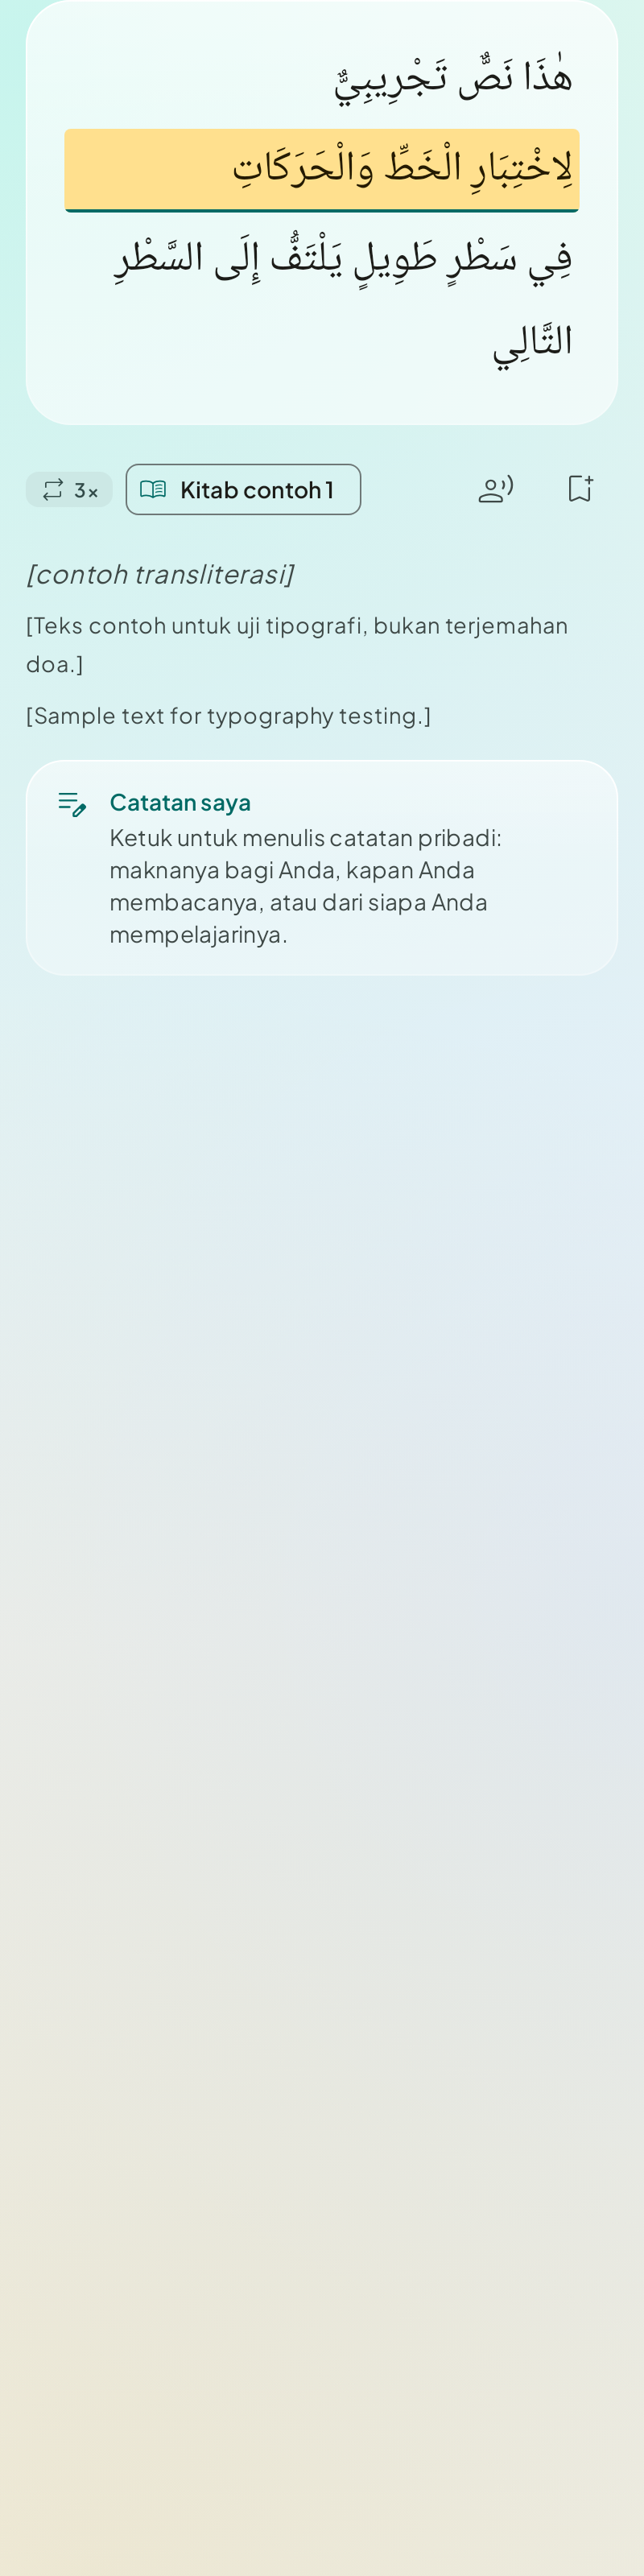 هٰذَا نَصٌّ تَجْرِيبِيٌّ
لِاخْتِبَارِ الْخَطِّ وَالْحَرَكَاتِ
فِي سَطْرٍ طَوِيلٍ يَلْتَفُّ إِلَى السَّطْرِ
التَّالِي
3×
Kitab contoh 1
[contoh transliterasi]
[Teks contoh untuk uji tipografi, bukan terjemahan
doa.]
[Sample text for typography testing.]
Catatan saya
Ketuk untuk menulis catatan pribadi:
maknanya bagi Anda, kapan Anda
membacanya, atau dari siapa Anda
mempelajarinya.